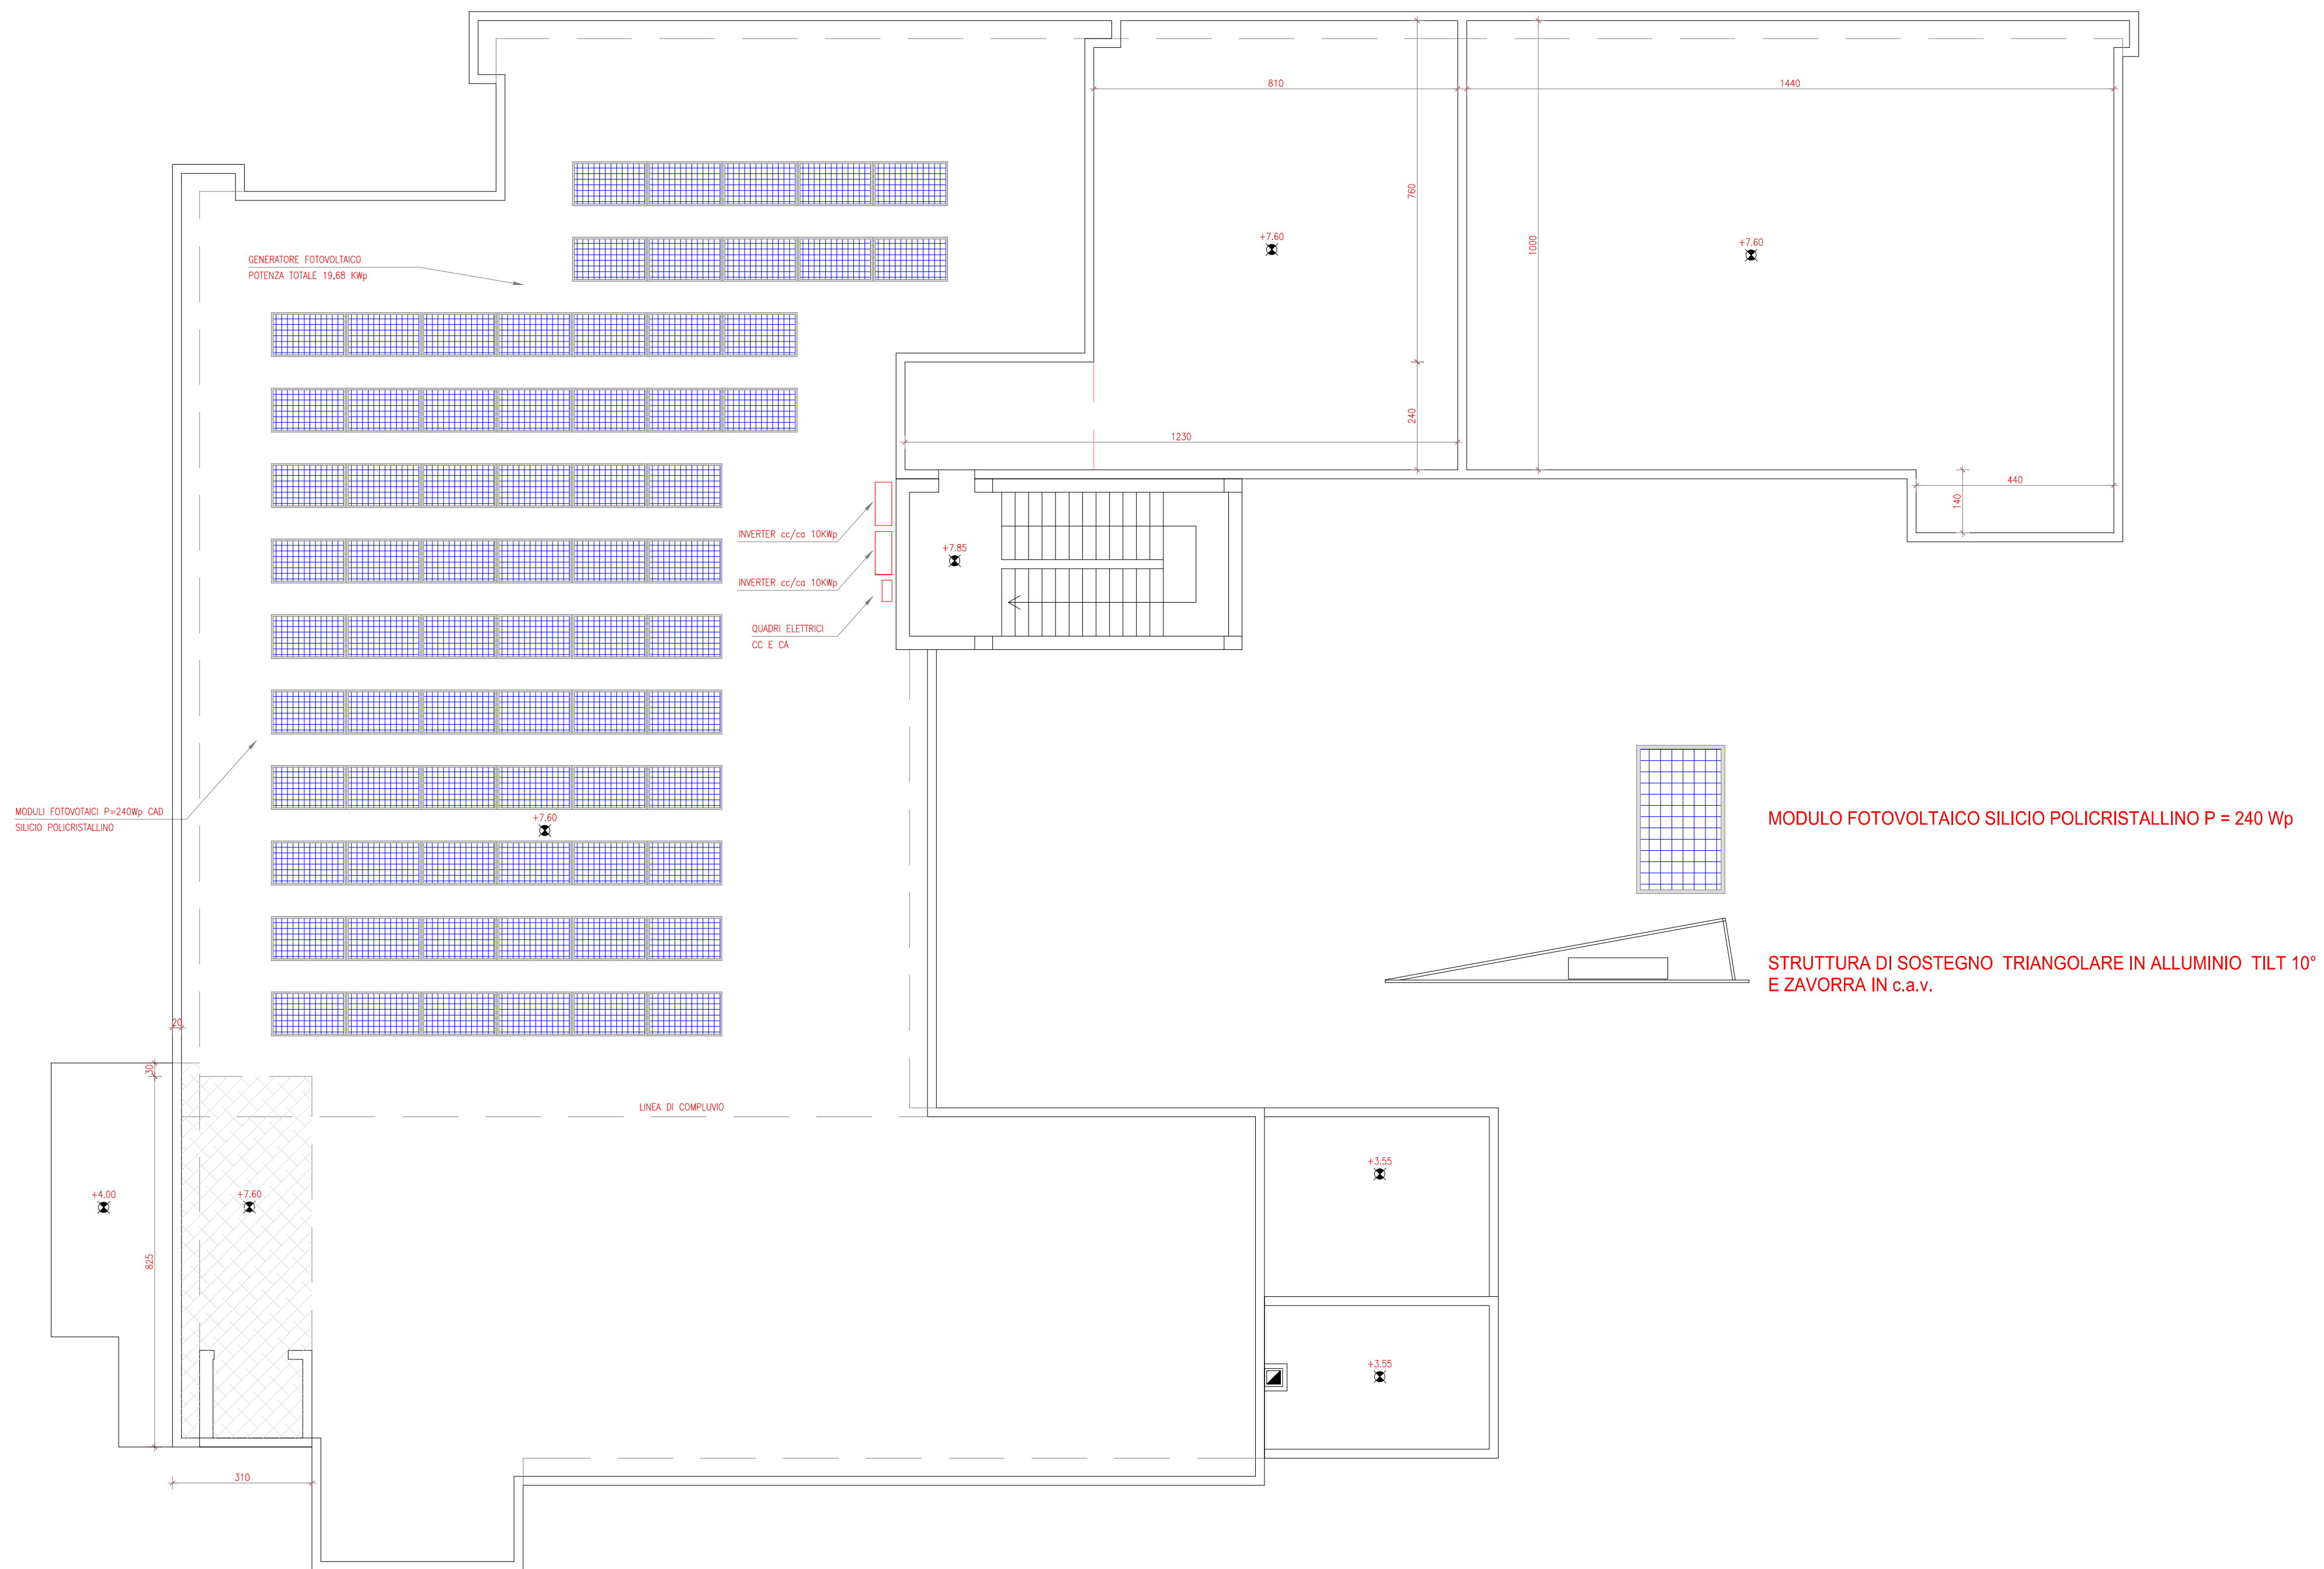 810
1440
760
1000
+7.60
+7.60
GENERATORE FOTOVOLTAICO
POTENZA TOTALE 19,68 KWp
240
1230
440
140
INVERTER cc/ca 10KWp
+7.85
INVERTER cc/ca 10KWp
QUADRI ELETTRICI
CC E CA
MODULI FOTOVOTAICI P=240Wp CAD
SILICIO POLICRISTALLINO
+7.60
MODULO FOTOVOLTAICO SILICIO POLICRISTALLINO P = 240 Wp
STRUTTURA DI SOSTEGNO TRIANGOLARE IN ALLUMINIO TILT 10°
E ZAVORRA IN c.a.v.
20
30
LINEA DI COMPLUVIO
+3.55
+4.00
+7.60
825
+3.55
310